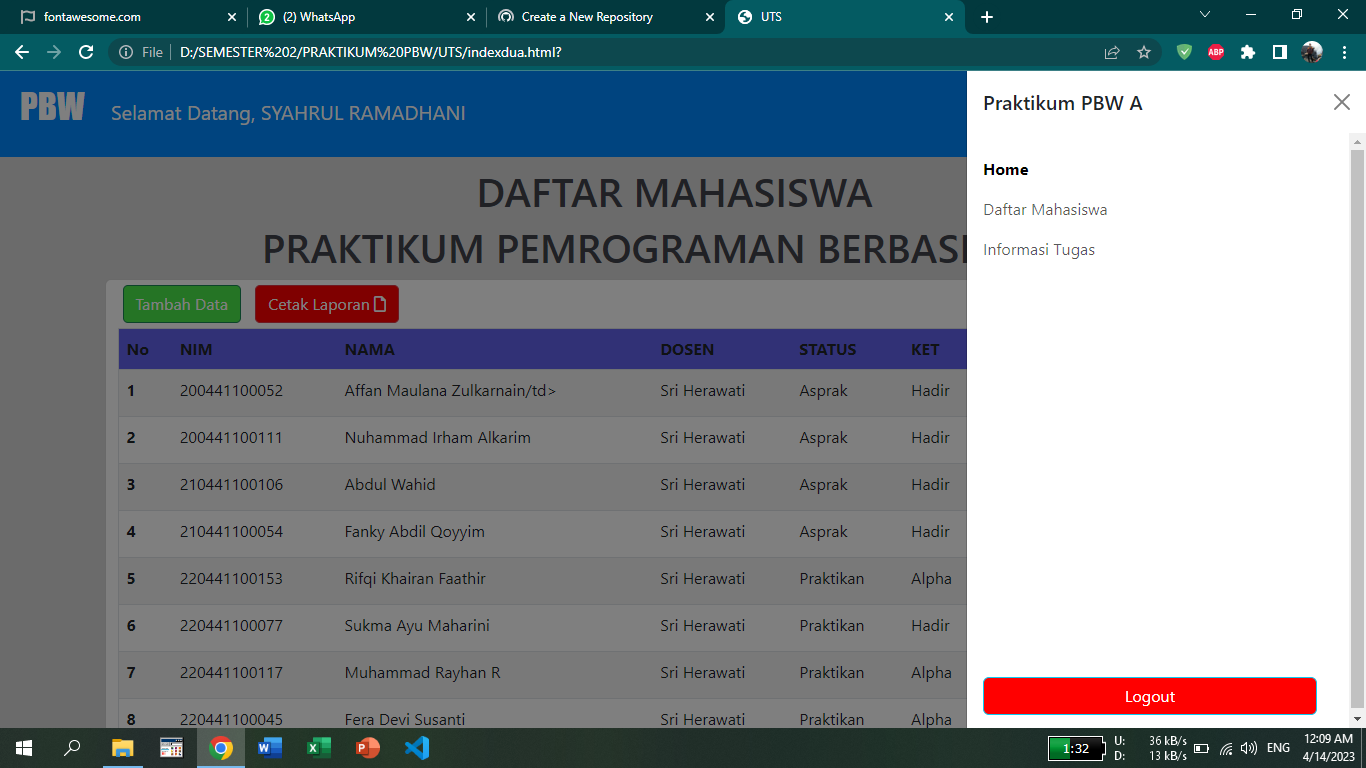 fontawesome.com
(2) WhatsApp
Create a New Repository
UTS
File
D:/SEMESTER%202/PRAKTIKUM%20PBW/UTS/indexdua.html?
ABP
PBW
Selamat Datang, SYAHRUL RAMADHANI
Praktikum PBW A
Home
Daftar Mahasiswa
Informasi Tugas
Logout
DAFTAR MAHASISWA
PRAKTIKUM PEMROGRAMAN BERBASI
Tambah Data
Cetak Laporan
No NIM NAMA DOSEN STATUS KET
1 200441100052 Affan Maulana Zulkarnain/td> Sri Herawati Asprak Hadir
2 200441100111 Nuhammad Irham Alkarim Sri Herawati Asprak Hadir
3 210441100106 Abdul Wahid Sri Herawati Asprak Hadir
4 210441100054 Fanky Abdil Qoyyim Sri Herawati Asprak Hadir
5 220441100153 Rifqi Khairan Faathir Sri Herawati Praktikan Alpha
6 220441100077 Sukma Ayu Maharini Sri Herawati Praktikan Hadir
7 220441100117 Muhammad Rayhan R Sri Herawati Praktikan Alpha
8 220441100045 Fera Devi Susanti Sri Herawati Praktikan Alpha
1:32
U: 36 kB/s
D: 13 kB/s
ENG
12:09 AM
4/14/2023